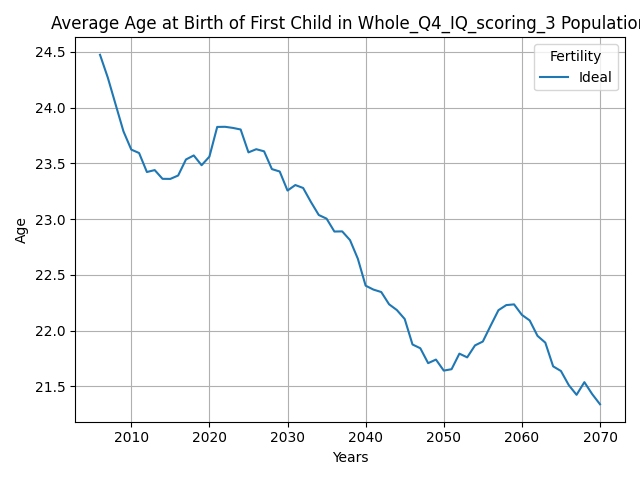 Average Age at Birth of First Child in Whole_Q4_IQ_scoring_3 Population
Fertility
Ideal
24.5
24.0
23.5
23.0
22.5
22.0
21.5
Age
2010 2020 2030 2040 2050 2060 2070
Years